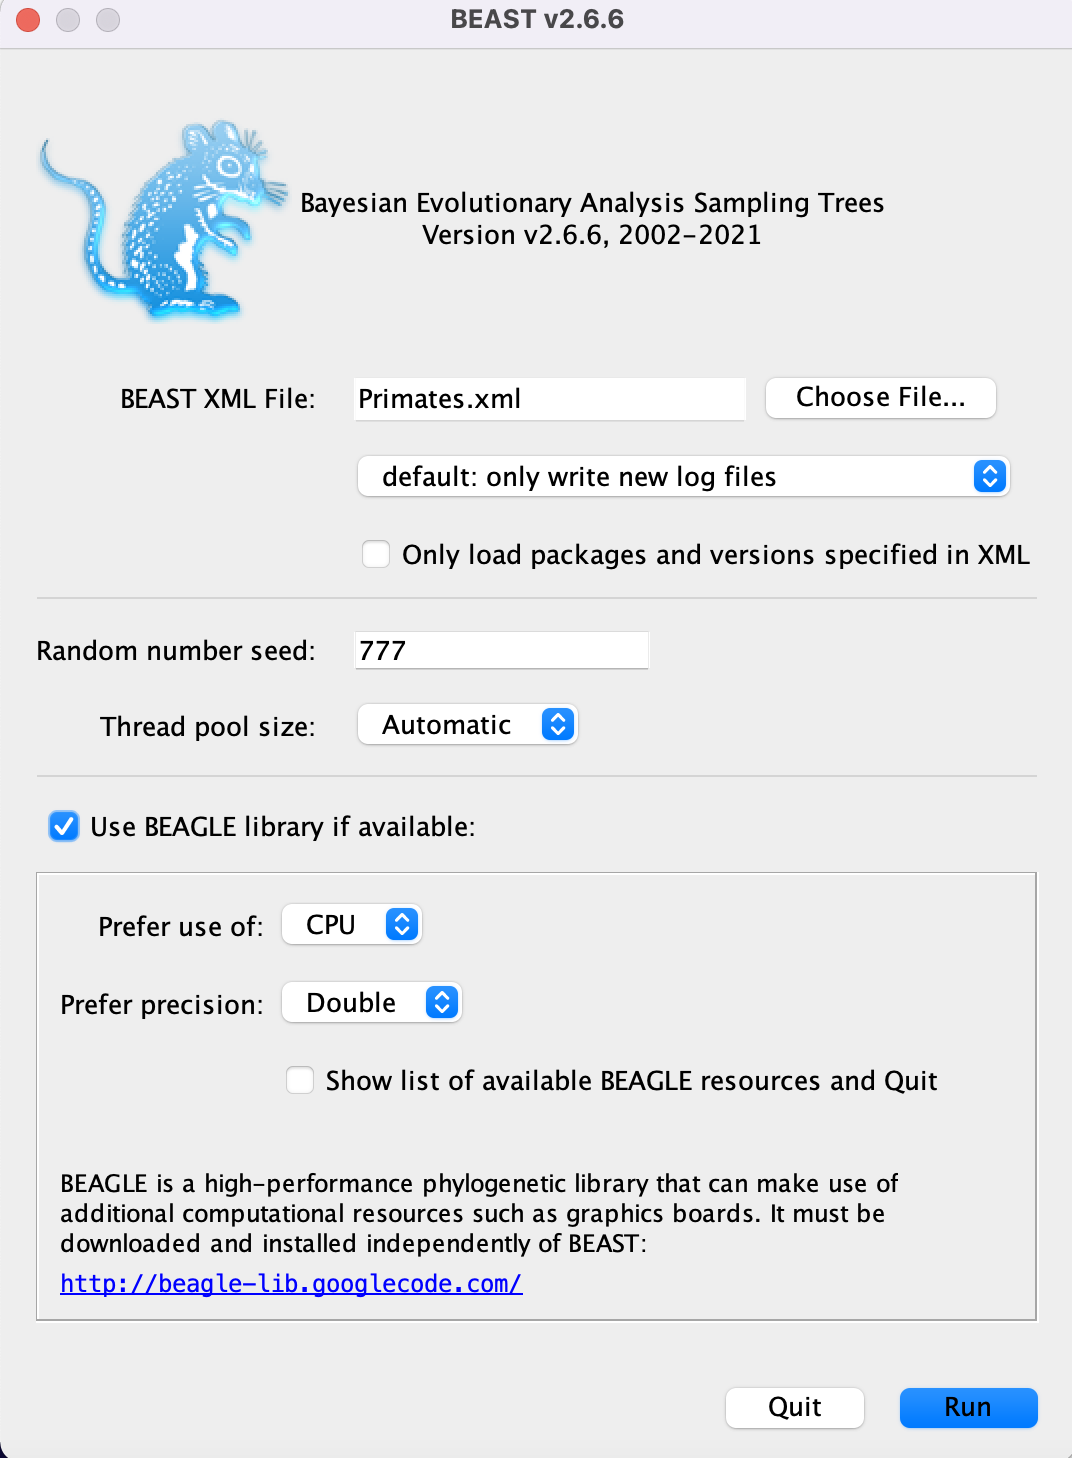 BEAST v2.6.6
Bayesian Evolutionary Analysis Sampling Trees
Version v2.6.6, 2002–2021
BEAST XML File: Primates.xml Choose File...
default: only write new log files
Only load packages and versions specified in XML
Random number seed: 777
Thread pool size: Automatic
Use BEAGLE library if available:
Prefer use of: CPU
Prefer precision: Double
Show list of available BEAGLE resources and Quit
BEAGLE is a high-performance phylogenetic library that can make use of
additional computational resources such as graphics boards. It must be
downloaded and installed independently of BEAST:
http://beagle-lib.googlecode.com/
Quit Run